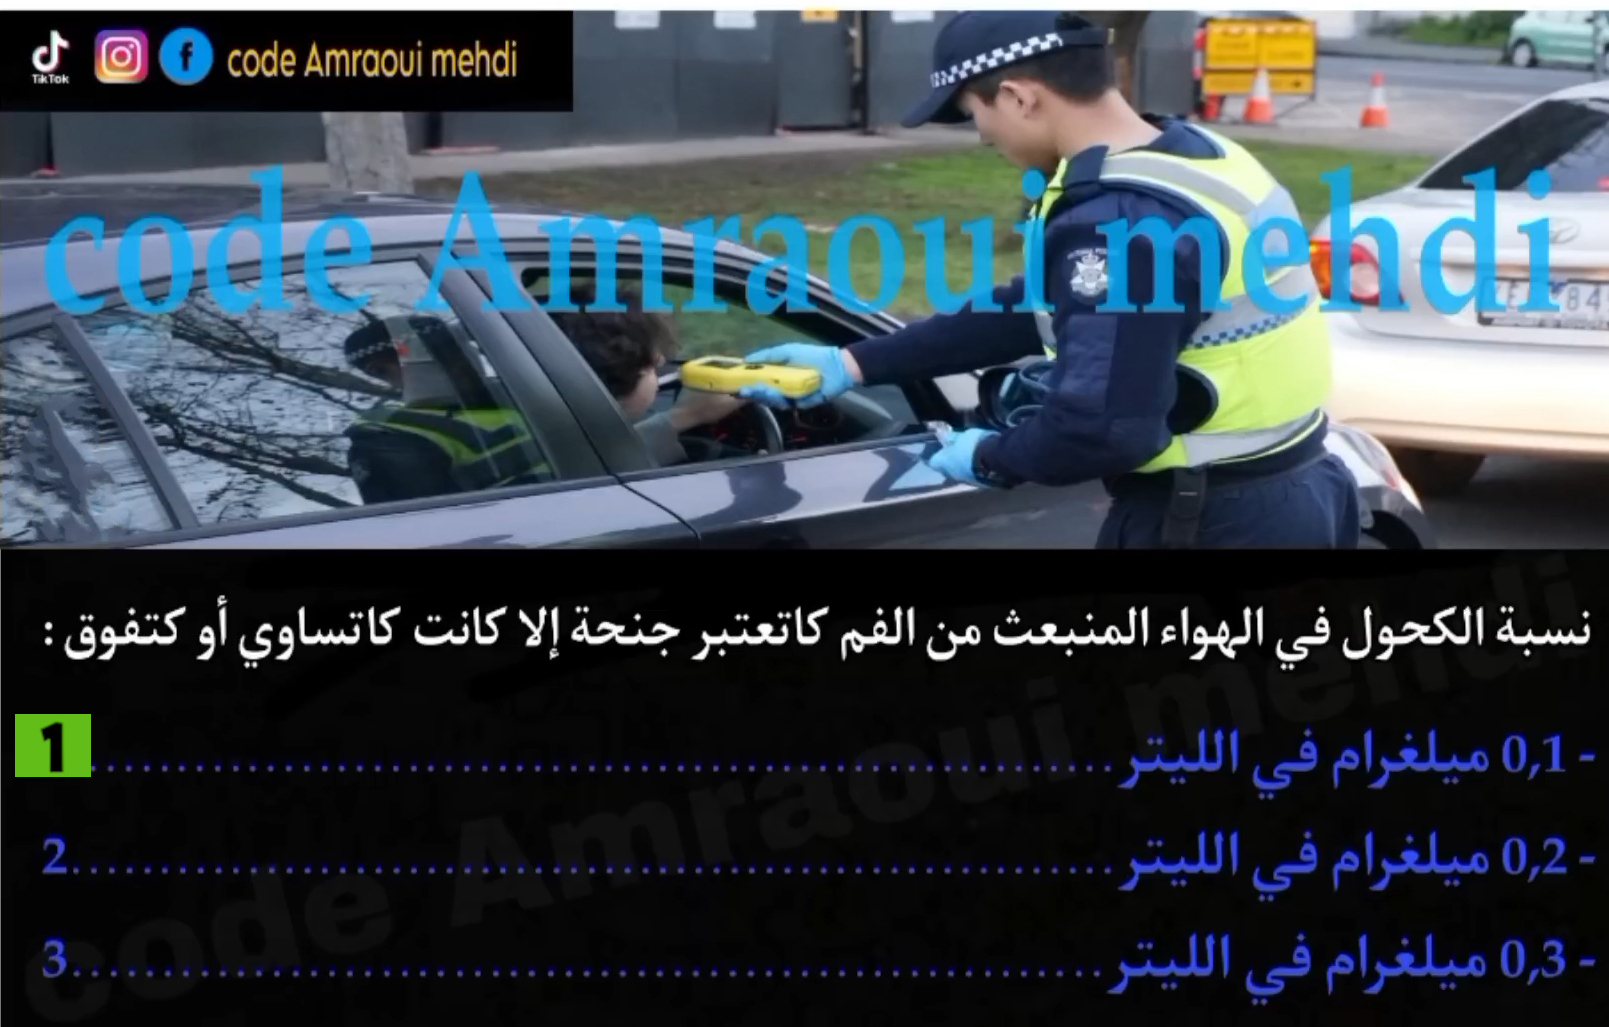 TikTok
code Amraoui mehdi
code Amraoui mehdi
نسبة الكحول في الهواء المنبعث من الفم كاتعتبر جنحة إلا كانت كاتساوي أو كتفوق :
- 0,1 ميلغرام في الليتر ........................................ 1
- 0,2 ميلغرام في الليتر ........................................ 2
- 0,3 ميلغرام في الليتر ........................................ 3
code Amraoui mehdi